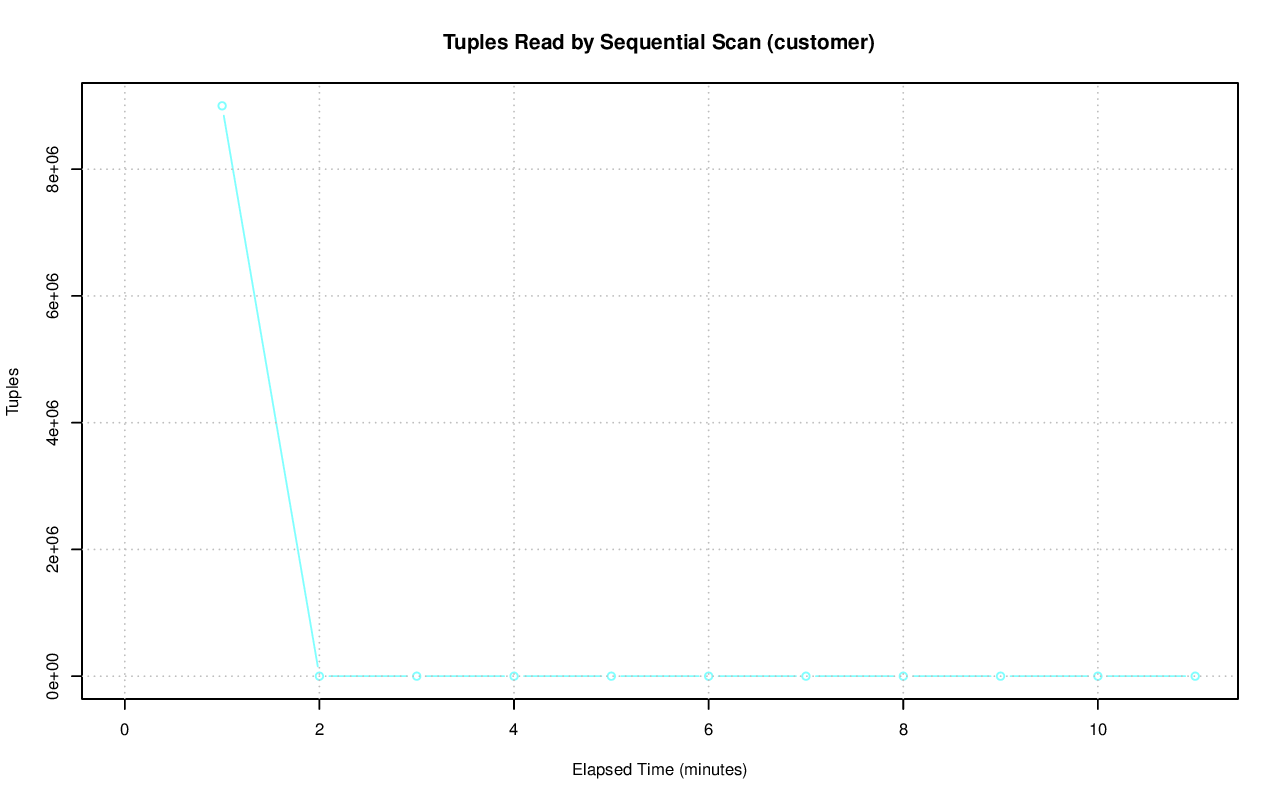 Tuples Read by Sequential Scan (customer)
8e+06
6e+06
4e+06
2e+06
0e+00
Tuples
0 2 4 6 8 10
Elapsed Time (minutes)